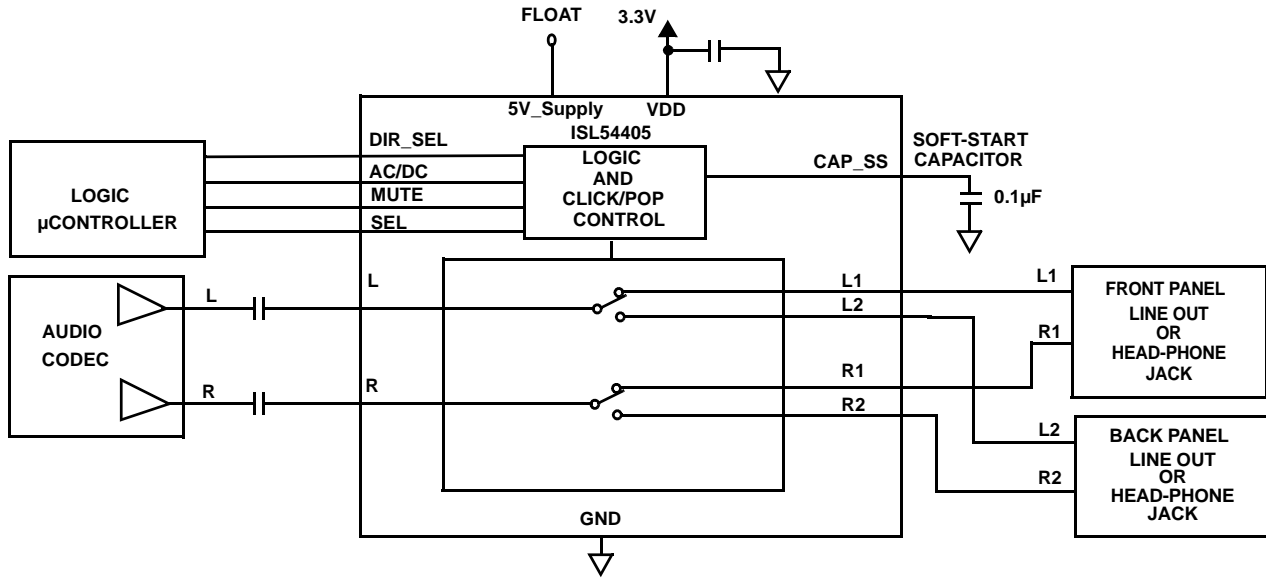 FLOAT
3.3V
5V_Supply
VDD
ISL54405
DIR_SEL
AC/DC
MUTE
SEL
LOGIC
µCONTROLLER
LOGIC
AND
CLICK/POP
CONTROL
CAP_SS
SOFT-START
CAPACITOR
0.1µF
AUDIO
CODEC
L
R
L
R
L1
L2
R1
R2
L1
R1
FRONT PANEL
LINE OUT
OR
HEAD-PHONE
JACK
L2
R2
BACK PANEL
LINE OUT
OR
HEAD-PHONE
JACK
GND